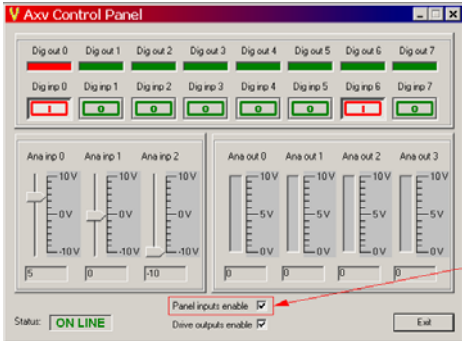 V Axv Control Panel
Dig out 0 Dig out 1 Dig out 2 Dig out 3 Dig out 4 Dig out 5 Dig out 6 Dig out 7
Dig inp 0 Dig inp 1 Dig inp 2 Dig inp 3 Dig inp 4 Dig inp 5 Dig inp 6 Dig inp 7
I 0 0 0 0 0 I 0
Ana inp 0 Ana inp 1 Ana inp 2 Ana out 0 Ana out 1 Ana out 2 Ana out 3
10V 10V 10V 10V 10V 10V 10V
0V 0V 0V 5V 5V 5V 5V
-10V -10V -10V 0V 0V 0V 0V
5 0 -10 0 0 0 0
Panel inputs enable
Status: ON LINE Drive outputs enable Exit